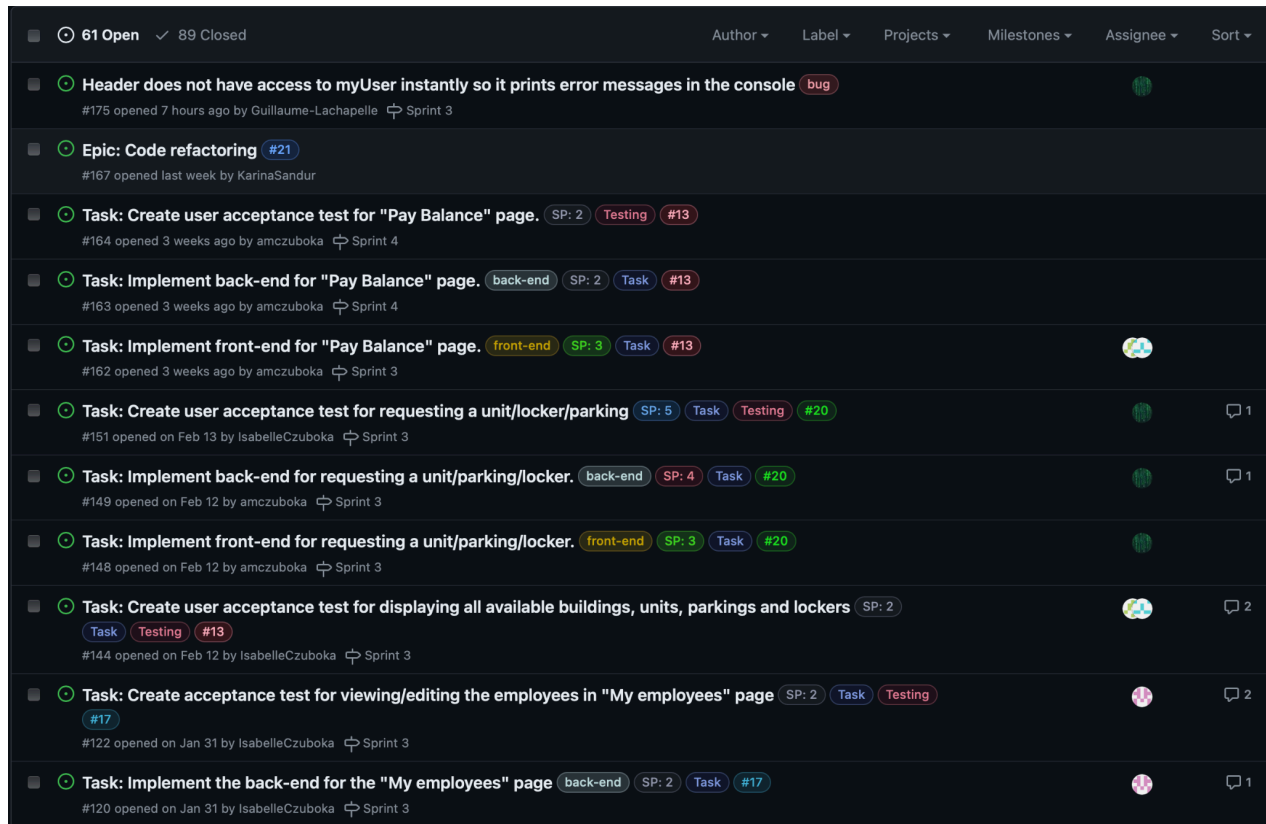 61 Open 89 Closed Author Label Projects Milestones Assignee Sort
Header does not have access to myUser instantly so it prints error messages in the console bug
#175 opened 7 hours ago by Guillaume-Lachapelle Sprint 3
Epic: Code refactoring #21
#167 opened last week by KarinaSandur
Task: Create user acceptance test for "Pay Balance" page. SP: 2 Testing #13
#164 opened 3 weeks ago by amczuboka Sprint 4
Task: Implement back-end for "Pay Balance" page. back-end SP: 2 Task #13
#163 opened 3 weeks ago by amczuboka Sprint 4
Task: Implement front-end for "Pay Balance" page. front-end SP: 3 Task #13
#162 opened 3 weeks ago by amczuboka Sprint 3
Task: Create user acceptance test for requesting a unit/locker/parking SP: 5 Task Testing #20 1
#151 opened on Feb 13 by IsabelleCzuboka Sprint 3
Task: Implement back-end for requesting a unit/parking/locker. back-end SP: 4 Task #20 1
#149 opened on Feb 12 by amczuboka Sprint 3
Task: Implement front-end for requesting a unit/parking/locker. front-end SP: 3 Task #20
#148 opened on Feb 12 by amczuboka Sprint 3
Task: Create user acceptance test for displaying all available buildings, units, parkings and lockers SP: 2 2
Task Testing #13
#144 opened on Feb 12 by IsabelleCzuboka Sprint 3
Task: Create acceptance test for viewing/editing the employees in "My employees" page SP: 2 Task Testing 2
#17
#122 opened on Jan 31 by IsabelleCzuboka Sprint 3
Task: Implement the back-end for the "My employees" page back-end SP: 2 Task #17 1
#120 opened on Jan 31 by IsabelleCzuboka Sprint 3